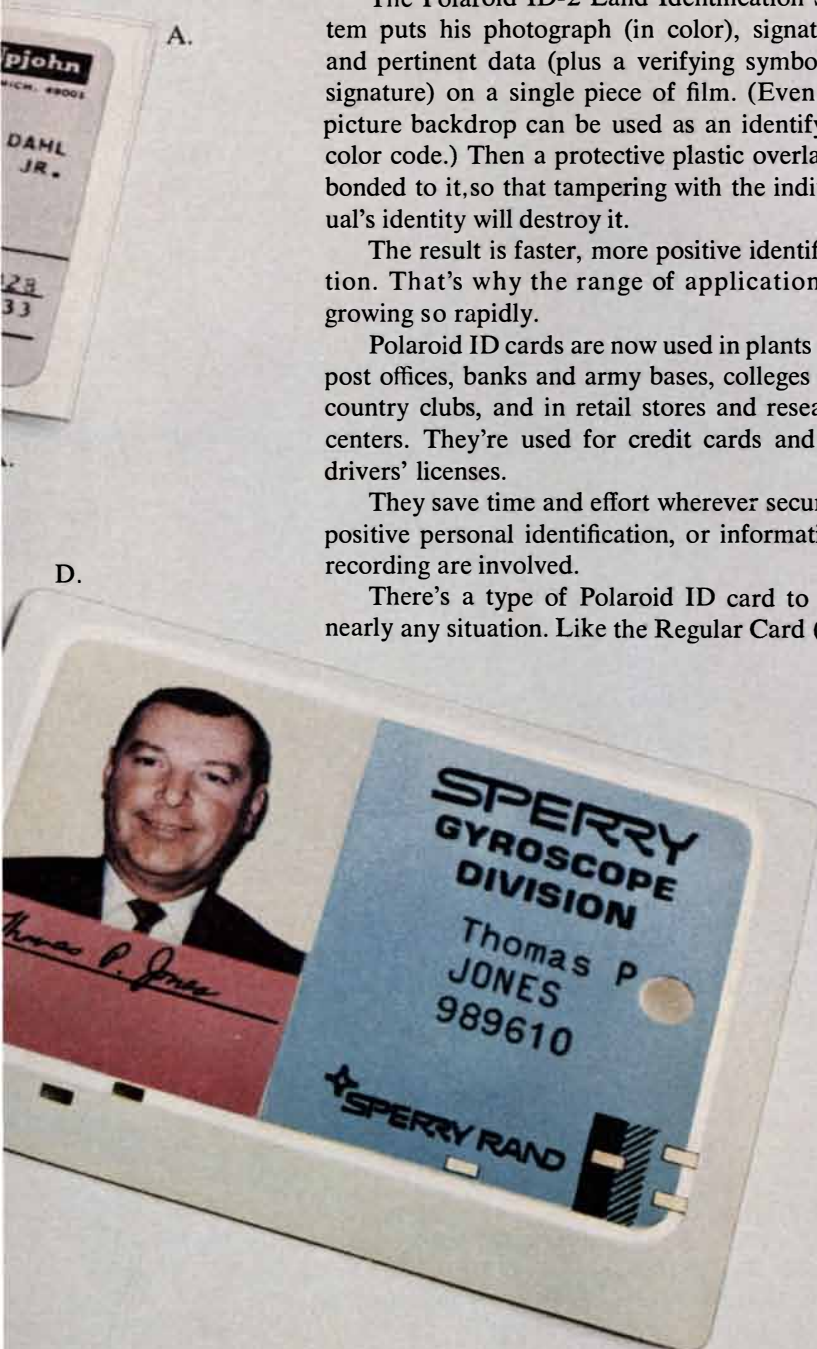 A.
Upjohn
MICH. 49001
DAHL
JR.
328
33
tem puts his photograph (in color), signat
and pertinent data (plus a verifying symbo
signature) on a single piece of film. (Even
picture backdrop can be used as an identify
color code.) Then a protective plastic overla
bonded to it,so that tampering with the indi
ual's identity will destroy it.
The result is faster, more positive identif
tion. That's why the range of application
growing so rapidly.
Polaroid ID cards are now used in plants
post offices, banks and army bases, colleges
country clubs, and in retail stores and resea
centers. They're used for credit cards and
drivers' licenses.
They save time and effort wherever secur
positive personal identification, or informati
recording are involved.
There's a type of Polaroid ID card to
nearly any situation. Like the Regular Card (
D.
SPERRY
GYROSCOPE
DIVISION
Thomas P
JONES
989610
Thomas P. Jones
SPERRY RAND